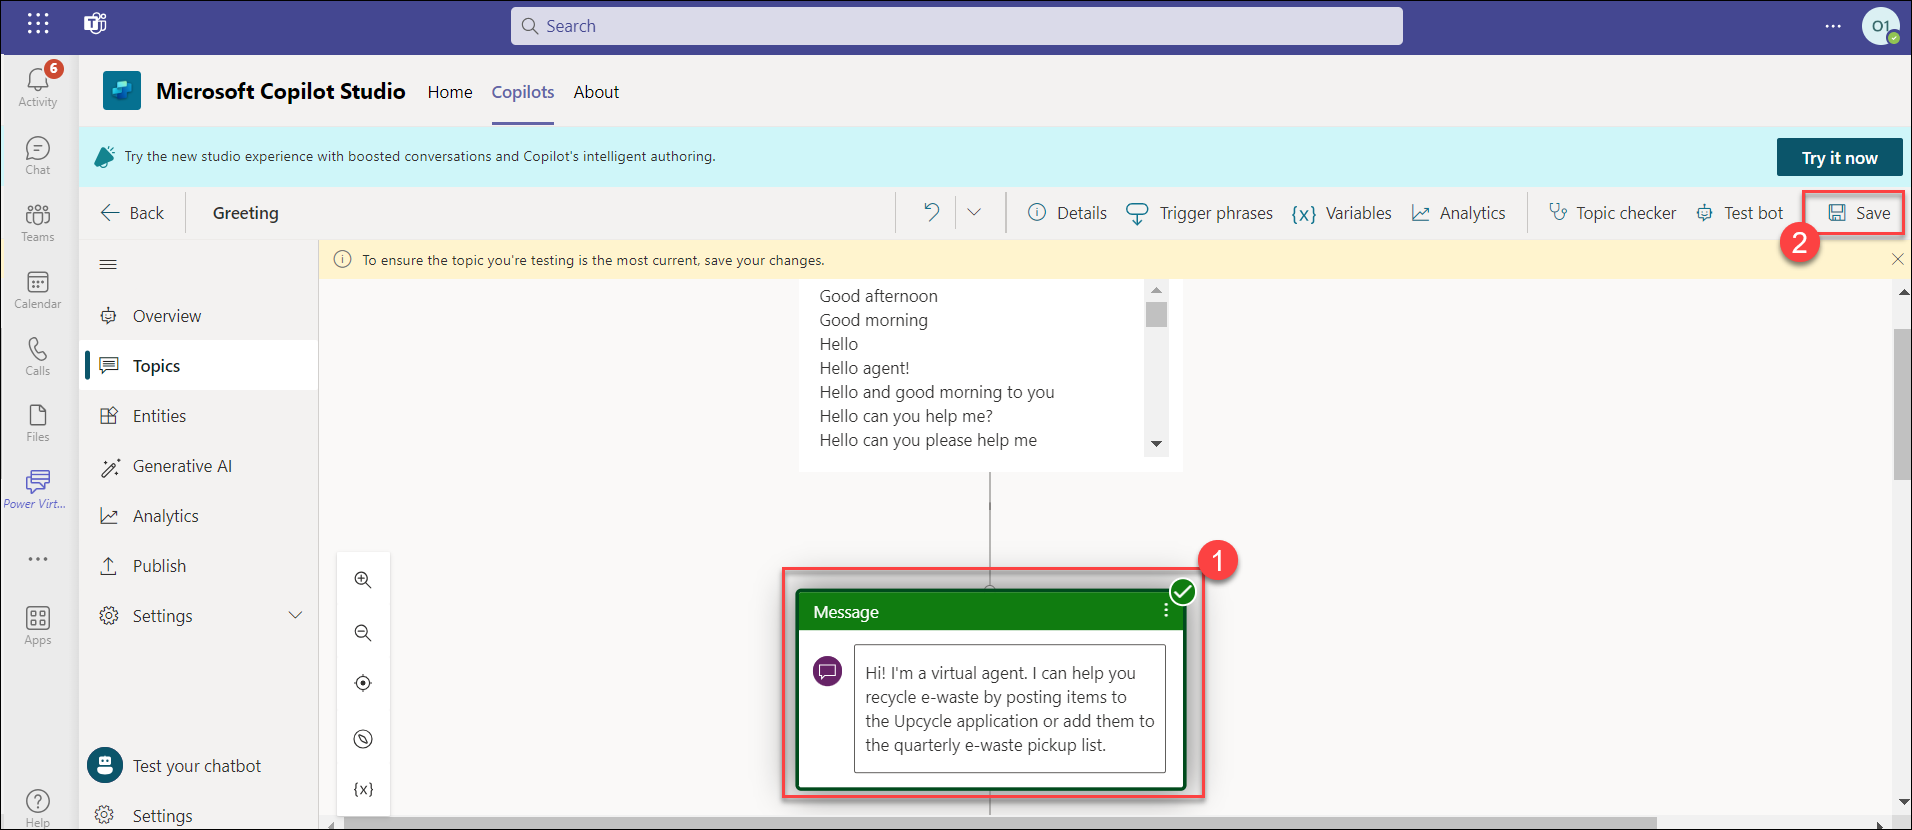 Search
O1
6
Activity
Chat
Teams
Calendar
Calls
Files
Power Virt...
Apps
Help
Microsoft Copilot Studio
Home
Copilots
About
Try the new studio experience with boosted conversations and Copilot's intelligent authoring.
Try it now
Back
Greeting
Details
Trigger phrases
{x} Variables
Analytics
Topic checker
Test bot
Save
2
To ensure the topic you're testing is the most current, save your changes.
Overview
Topics
Entities
Generative AI
Analytics
Publish
Settings
Test your chatbot
Settings
Good afternoon
Good morning
Hello
Hello agent!
Hello and good morning to you
Hello can you help me?
Hello can you please help me
1
Message
Hi! I'm a virtual agent. I can help you
recycle e-waste by posting items to
the Upcycle application or add them to
the quarterly e-waste pickup list.
{x}